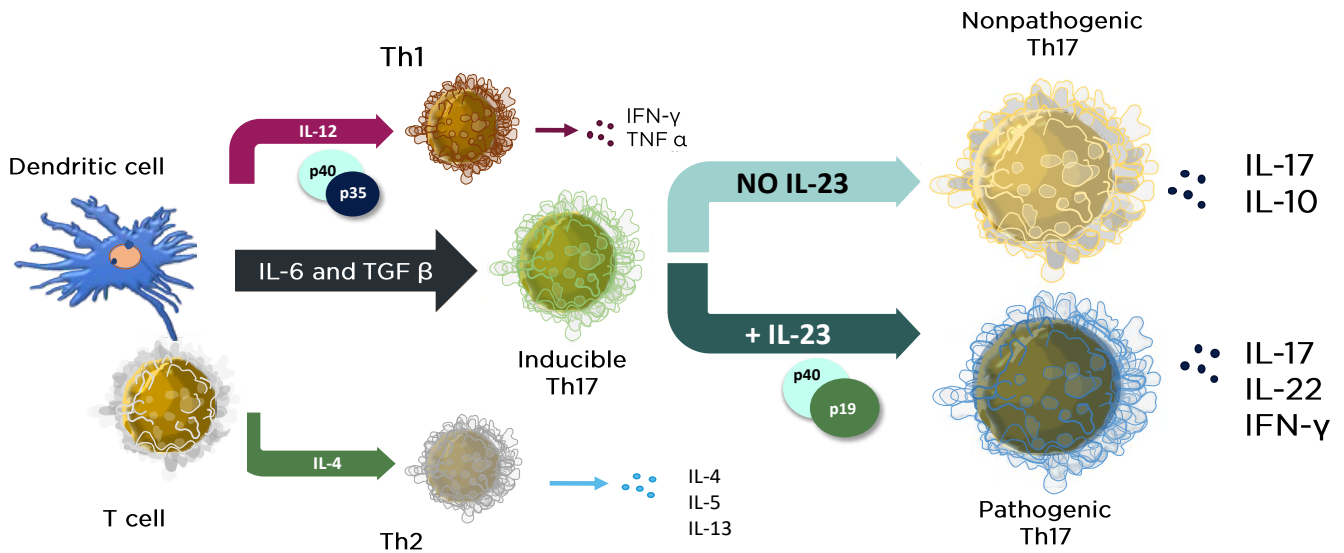 Nonpathogenic
Th17
Th1
IL-12
p40
p35
IFN-γ
TNF α
Dendritic cell
NO IL-23
IL-17
IL-10
IL-6 and TGF β
+ IL-23
Inducible
Th17
p40
p19
IL-17
IL-22
IFN-γ
IL-4
IL-4
IL-5
IL-13
T cell
Th2
Pathogenic
Th17